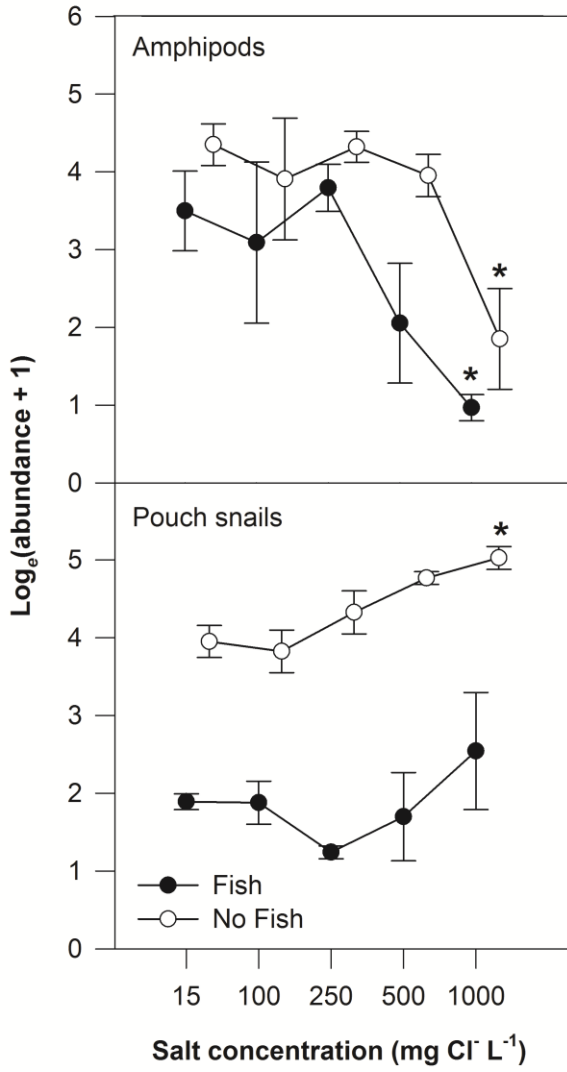 6
Amphipods
5
4
3
2
1
0
*
*
Pouch snails
5
4
3
2
1
0
*
Fish
No Fish
15 100 250 500 1000
Salt concentration (mg Cl⁻ L⁻¹)
Logₑ(abundance + 1)